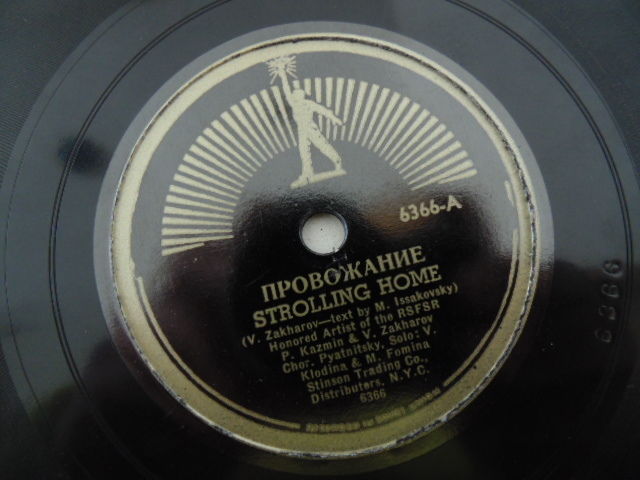 6366-A
ПРОВОЖАНИЕ
STROLLING HOME
(V. Zakharov—text by M. Issakovsky)
Honored Artist of the RSFSR
P. Kazmin & V. Zakharov
Chor. Pyatnitsky, Solo: V.
Klodina & M. Fomina
Stinson Trading Co.,
Distributers, N.Y.C.
6366
6366